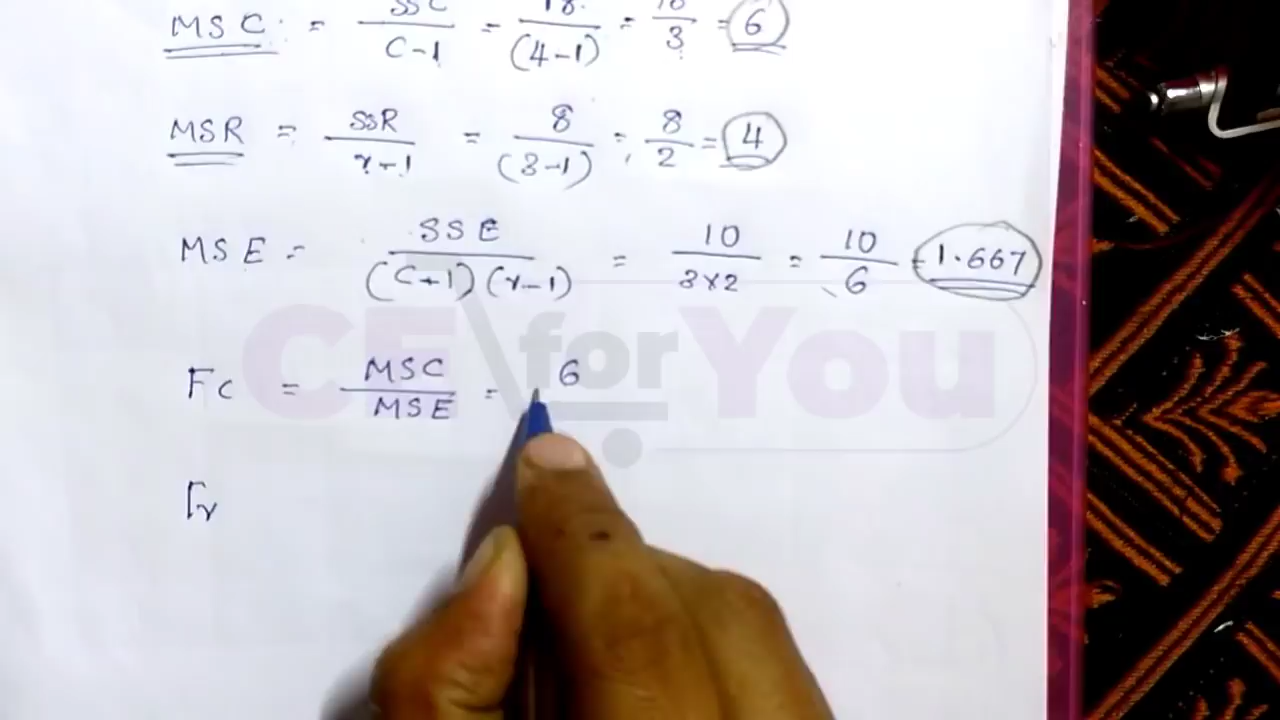 MSC = SSC / C-1 = 18 / (4-1) = 18 / 3 = 6
MSR = SSR / r-1 = 8 / (3-1) = 8 / 2 = 4
MSE = SSE / (C-1) (r-1) = 10 / 3x2 = 10 / 6 = 1.667
CE for You
Fc = MSC / MSE = 6
Fr